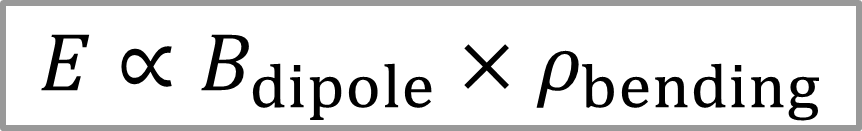 E ∝ B_dipole × ρ_bending